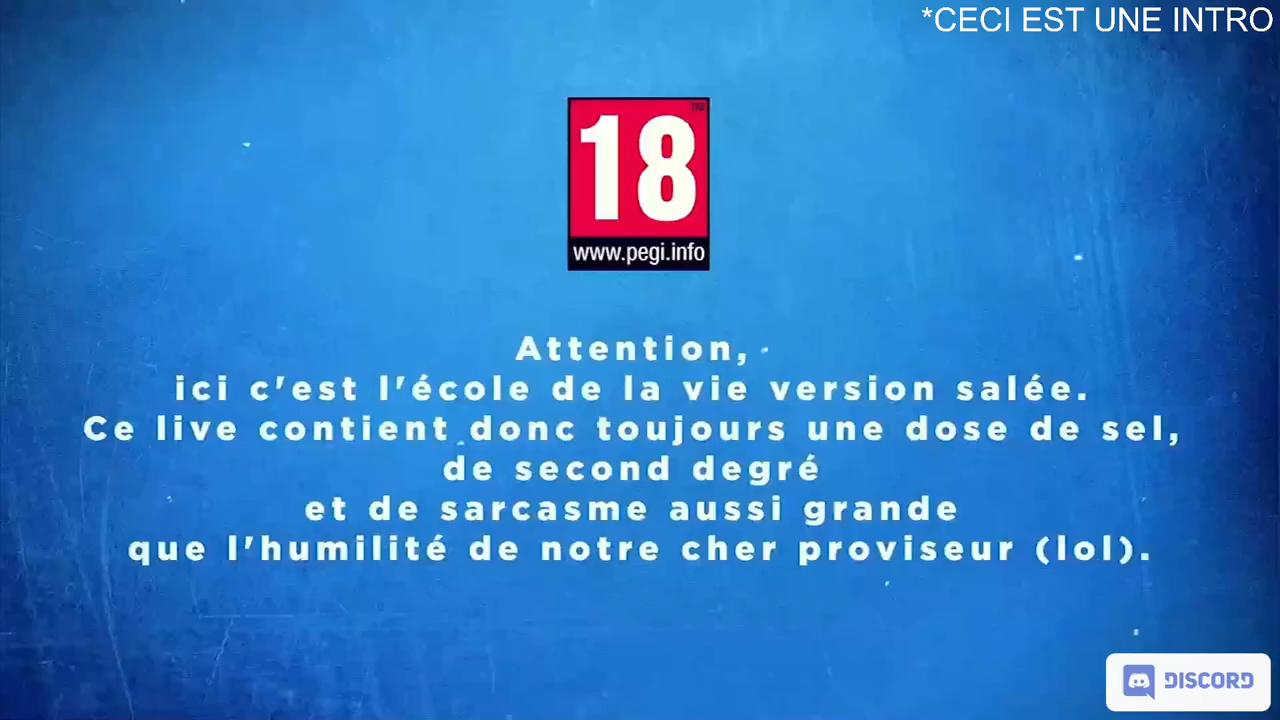 *CECI EST UNE INTRO
18
TM
www.pegi.info
Attention,
ici c'est l'école de la vie version salée.
Ce live contient donc toujours une dose de sel,
de second degré
et de sarcasme aussi grande
que l'humilité de notre cher proviseur (lol).
DISCORD